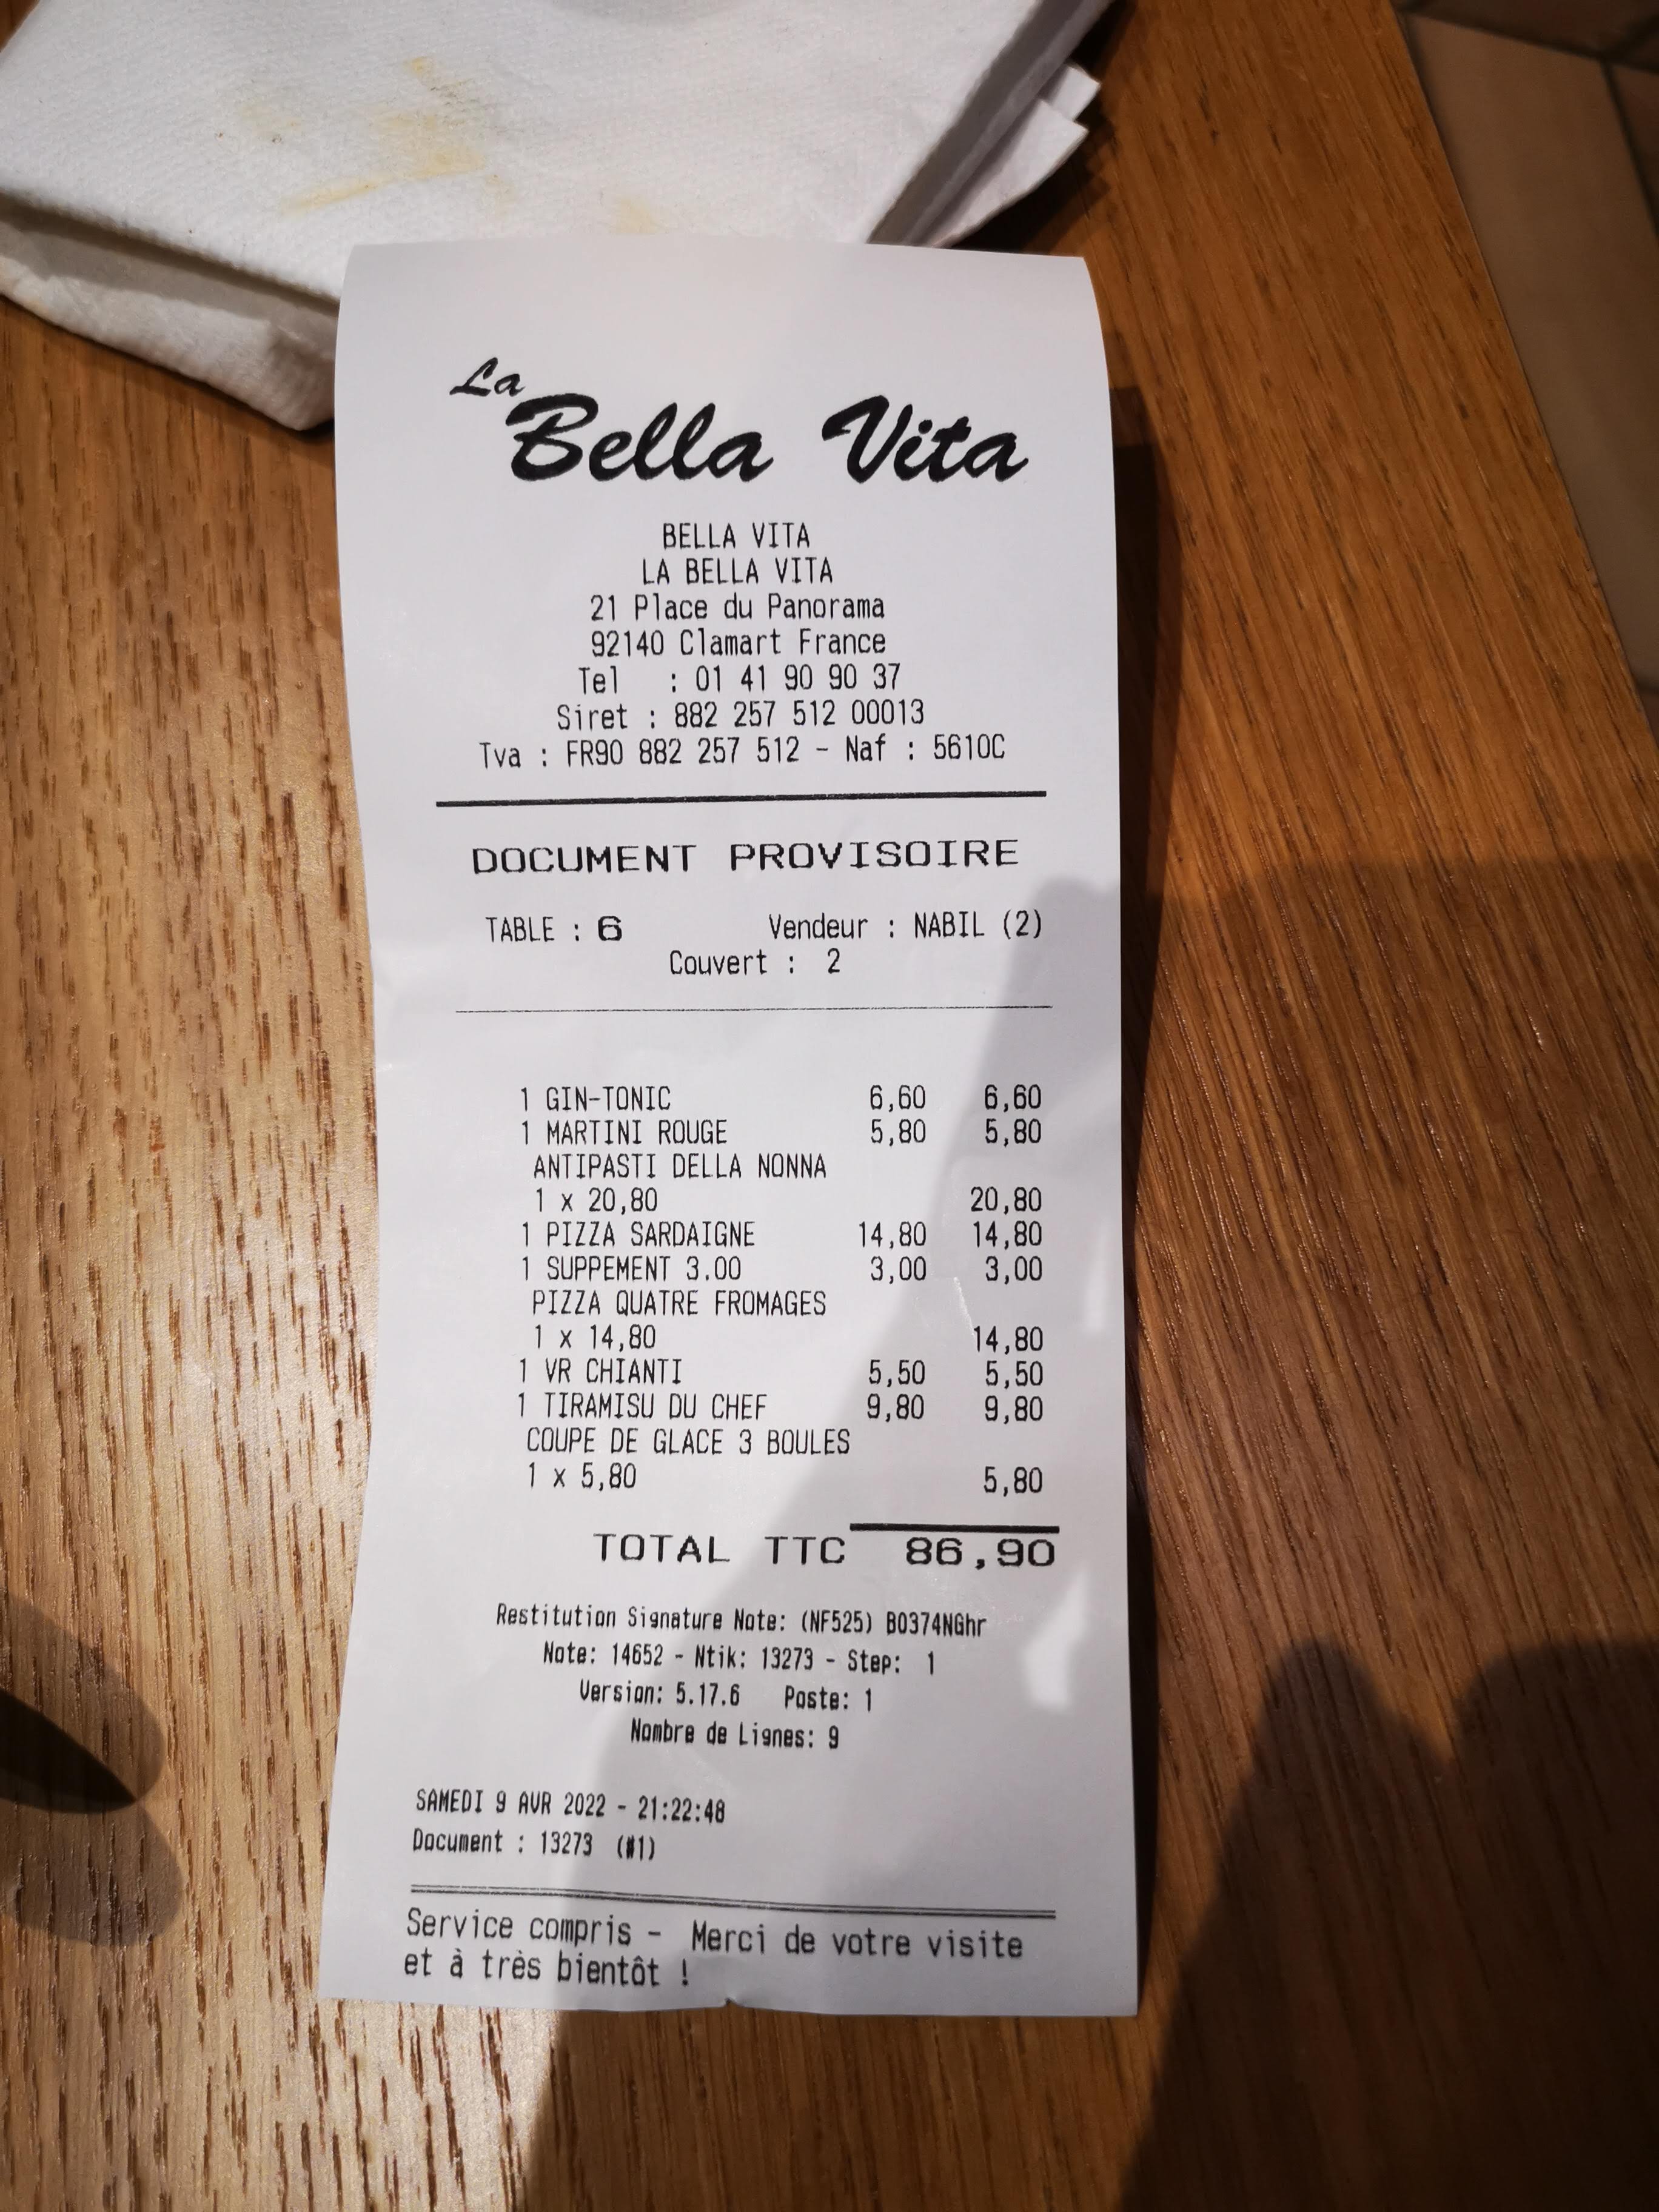 La
Bella Vita
BELLA VITA
LA BELLA VITA
21 Place du Panorama
92140 Clamart France
Tel : 01 41 90 90 37
Siret : 882 257 512 00013
Tva : FR90 882 257 512 - Naf : 5610C
DOCUMENT PROVISOIRE
TABLE : 6 Vendeur : NABIL (2)
Couvert : 2
1 GIN-TONIC 6,60 6,60
1 MARTINI ROUGE 5,80 5,80
ANTIPASTI DELLA NONNA
1 x 20,80 20,80
1 PIZZA SARDAIGNE 14,80 14,80
1 SUPPEMENT 3.00 3,00 3,00
PIZZA QUATRE FROMAGES
1 x 14,80 14,80
1 VR CHIANTI 5,50 5,50
1 TIRAMISU DU CHEF 9,80 9,80
COUPE DE GLACE 3 BOULES
1 x 5,80 5,80
TOTAL TTC 86,90
Restitution Signature Note: (NF525) B0374NGhr
Note: 14652 - Ntik: 13273 - Step: 1
Version: 5.17.6 Poste: 1
Nombre de Lignes: 9
SAMEDI 9 AVR 2022 - 21:22:48
Document : 13273 (#1)
Service compris - Merci de votre visite
et à très bientôt !